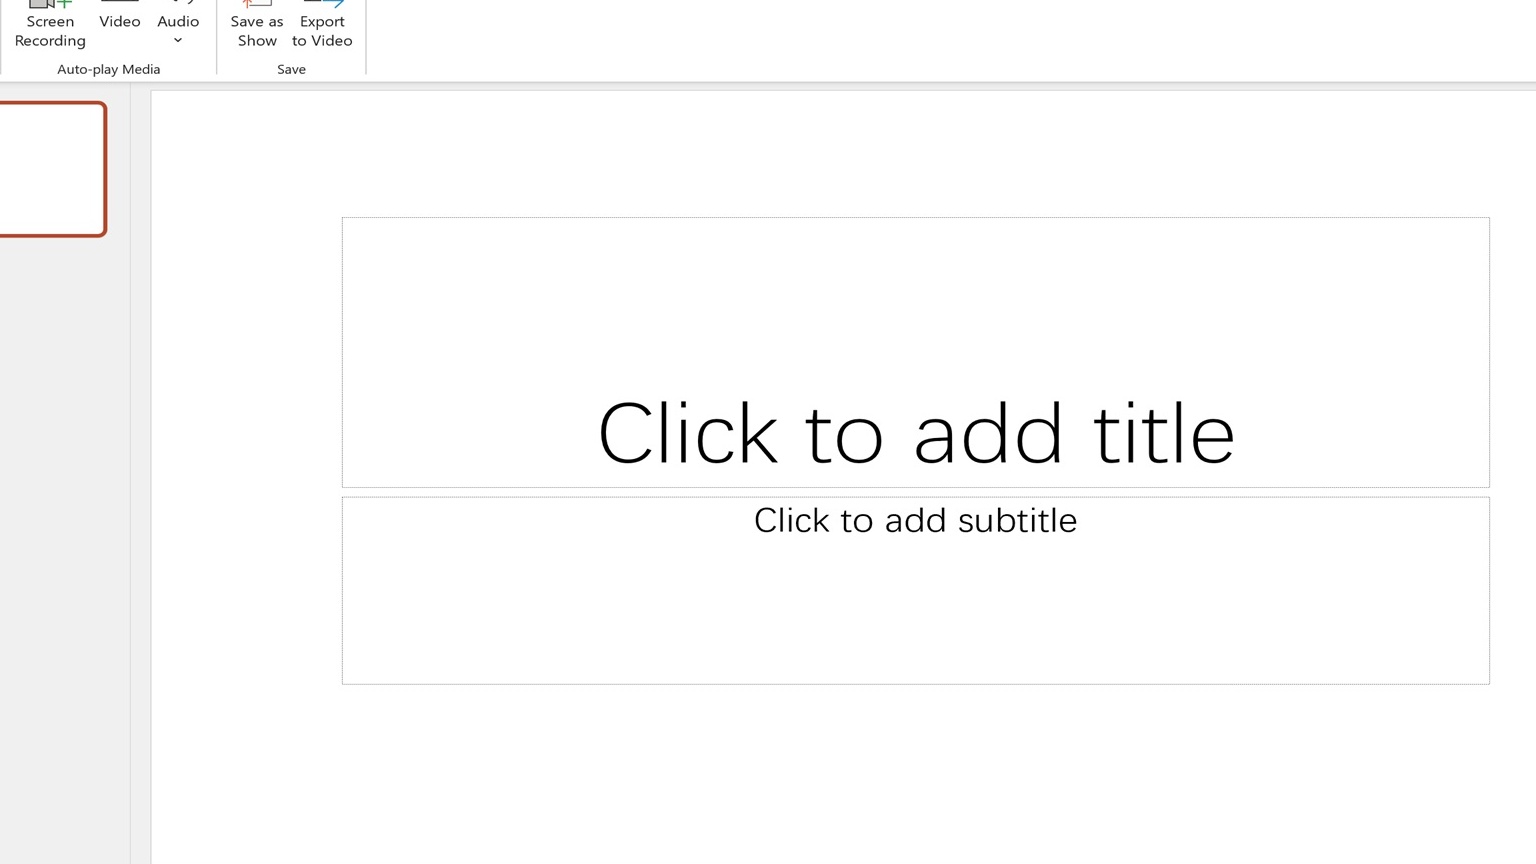 Screen Recording
Video
Audio
Save as Show
Export to Video
Auto-play Media
Save
Click to add title
Click to add subtitle